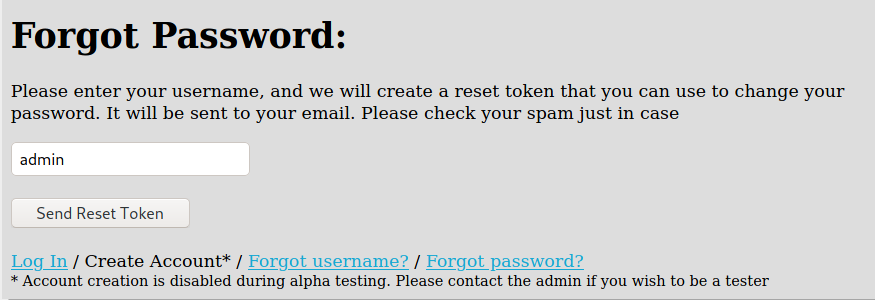 Forgot Password:
Please enter your username, and we will create a reset token that you can use to change your
password. It will be sent to your email. Please check your spam just in case
admin
Send Reset Token
Log In / Create Account* / Forgot username? / Forgot password?
* Account creation is disabled during alpha testing. Please contact the admin if you wish to be a tester